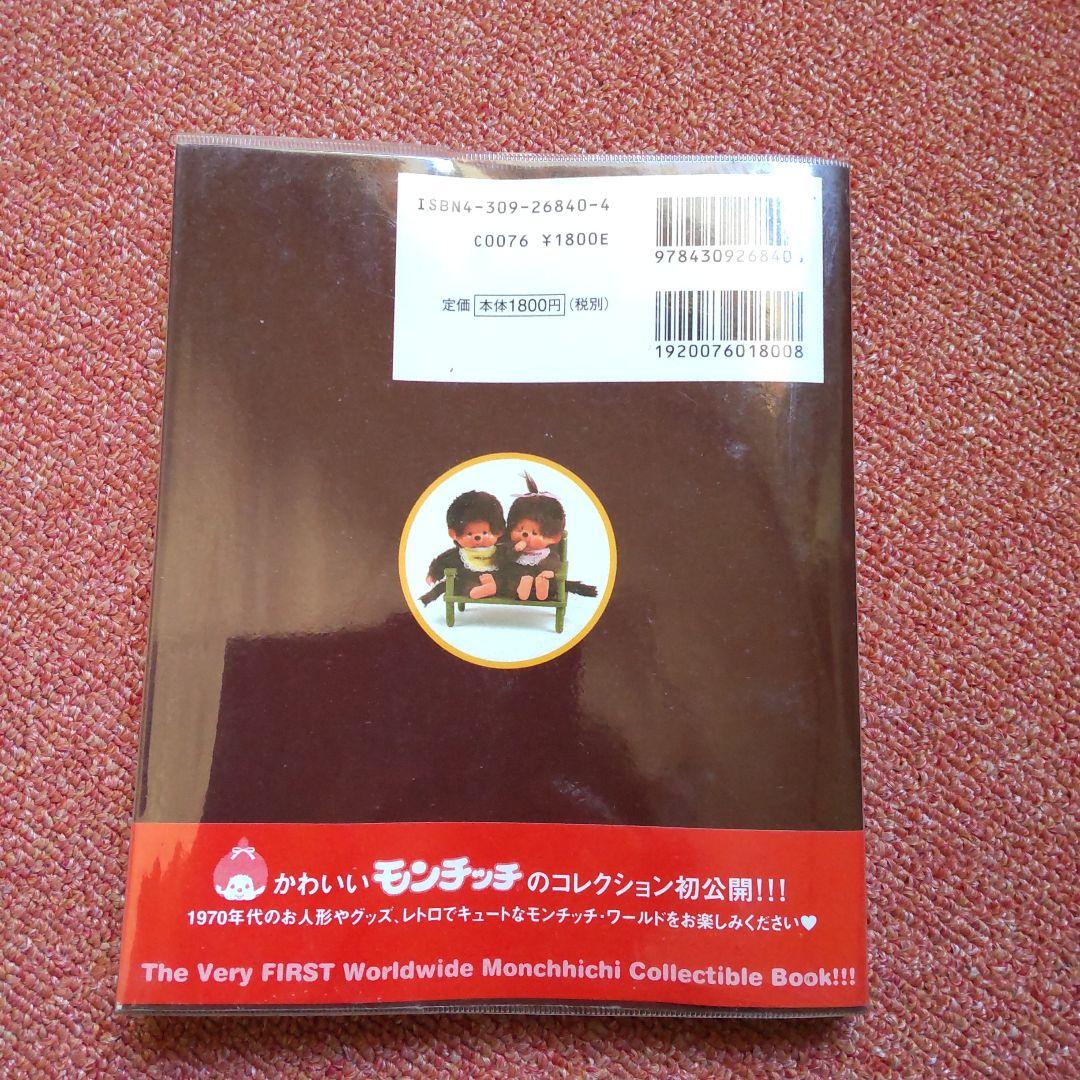 ISBN4-309-26840-4
C0076 ¥1800E
9784309268408
定価 本体1800円 (税別)
1920076018008
かわいいモンチッチのコレクション初公開!!!
1970年代のお人形やグッズ、レトロでキュートなモンチッチ・ワールドをお楽しみください♥
The Very FIRST Worldwide Monchhichi Collectible Book!!!